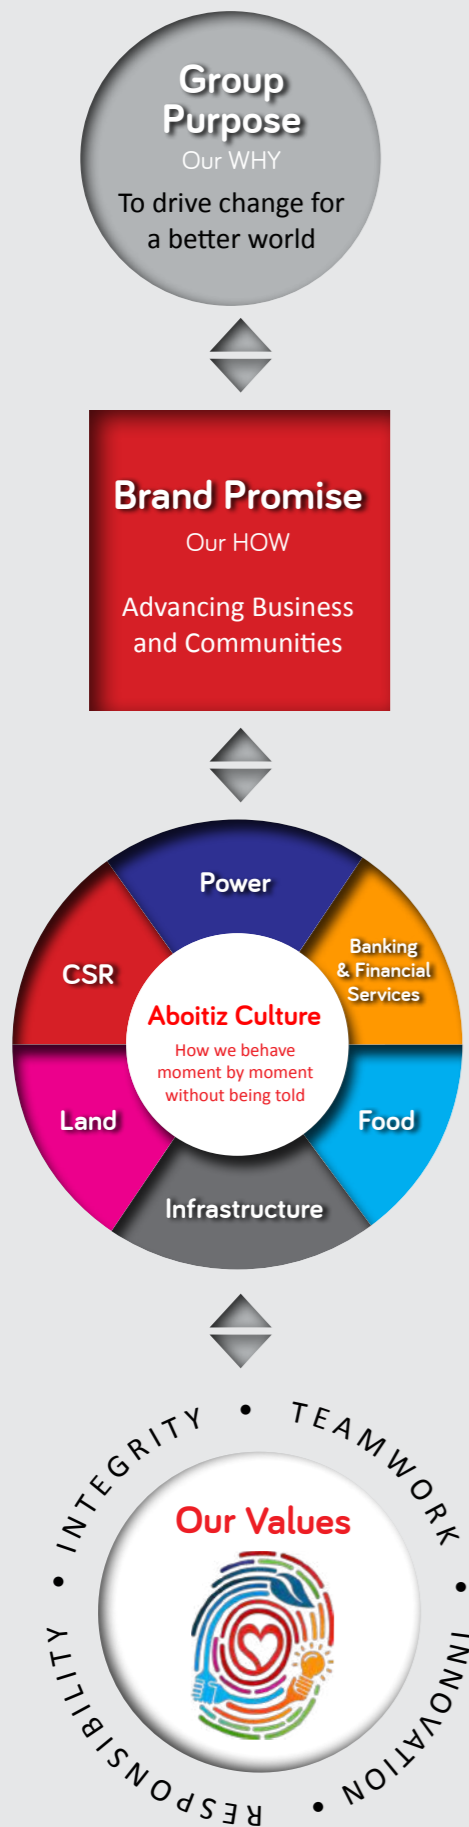 Group
Purpose
Our WHY
To drive change for
a better world
Brand Promise
Our HOW
Advancing Business
and Communities
Power
Banking
& Financial
Services
CSR
Aboitiz Culture
How we behave
moment by moment
without being told
Land
Food
Infrastructure
INTEGRITY • TEAMWORK • INNOVATION • RESPONSIBILITY •
Our Values